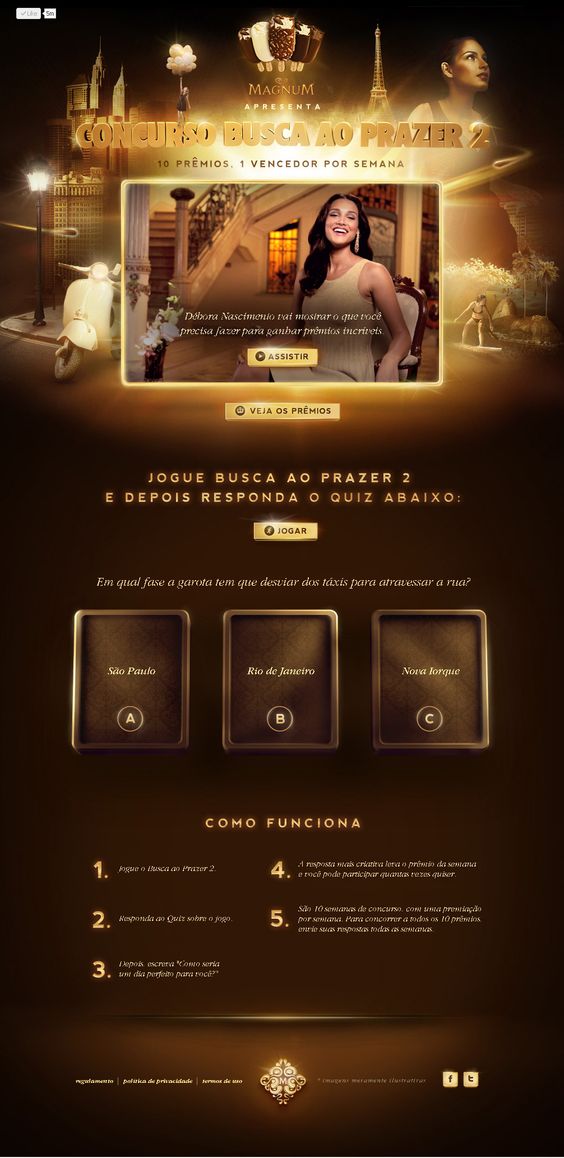 Like 5m
MAGNUM
APRESENTA
CONCURSO BUSCA AO PRAZER 2
10 PRÊMIOS. 1 VENCEDOR POR SEMANA
Débora Nascimento vai mostrar o que você
precisa fazer para ganhar prêmios incríveis.
ASSISTIR
VEJA OS PRÊMIOS
JOGUE BUSCA AO PRAZER 2
E DEPOIS RESPONDA O QUIZ ABAIXO:
JOGAR
Em qual fase a garota tem que desviar dos táxis para atravessar a rua?
São Paulo
A
Rio de Janeiro
B
Nova Iorque
C
COMO FUNCIONA
1. Jogue o Busca ao Prazer 2.
2. Responda ao Quiz sobre o jogo.
3. Depois, escreva "Como seria
um dia perfeito para você?"
4. A resposta mais criativa leva o prêmio da semana
e você pode participar quantas vezes quiser.
5. São 10 semanas de concurso, com uma premiação
por semana. Para concorrer a todos os 10 prêmios,
envie suas respostas todas as semanas.
regulamento | política de privacidade | termos de uso
M
* imagens meramente ilustrativas
f t